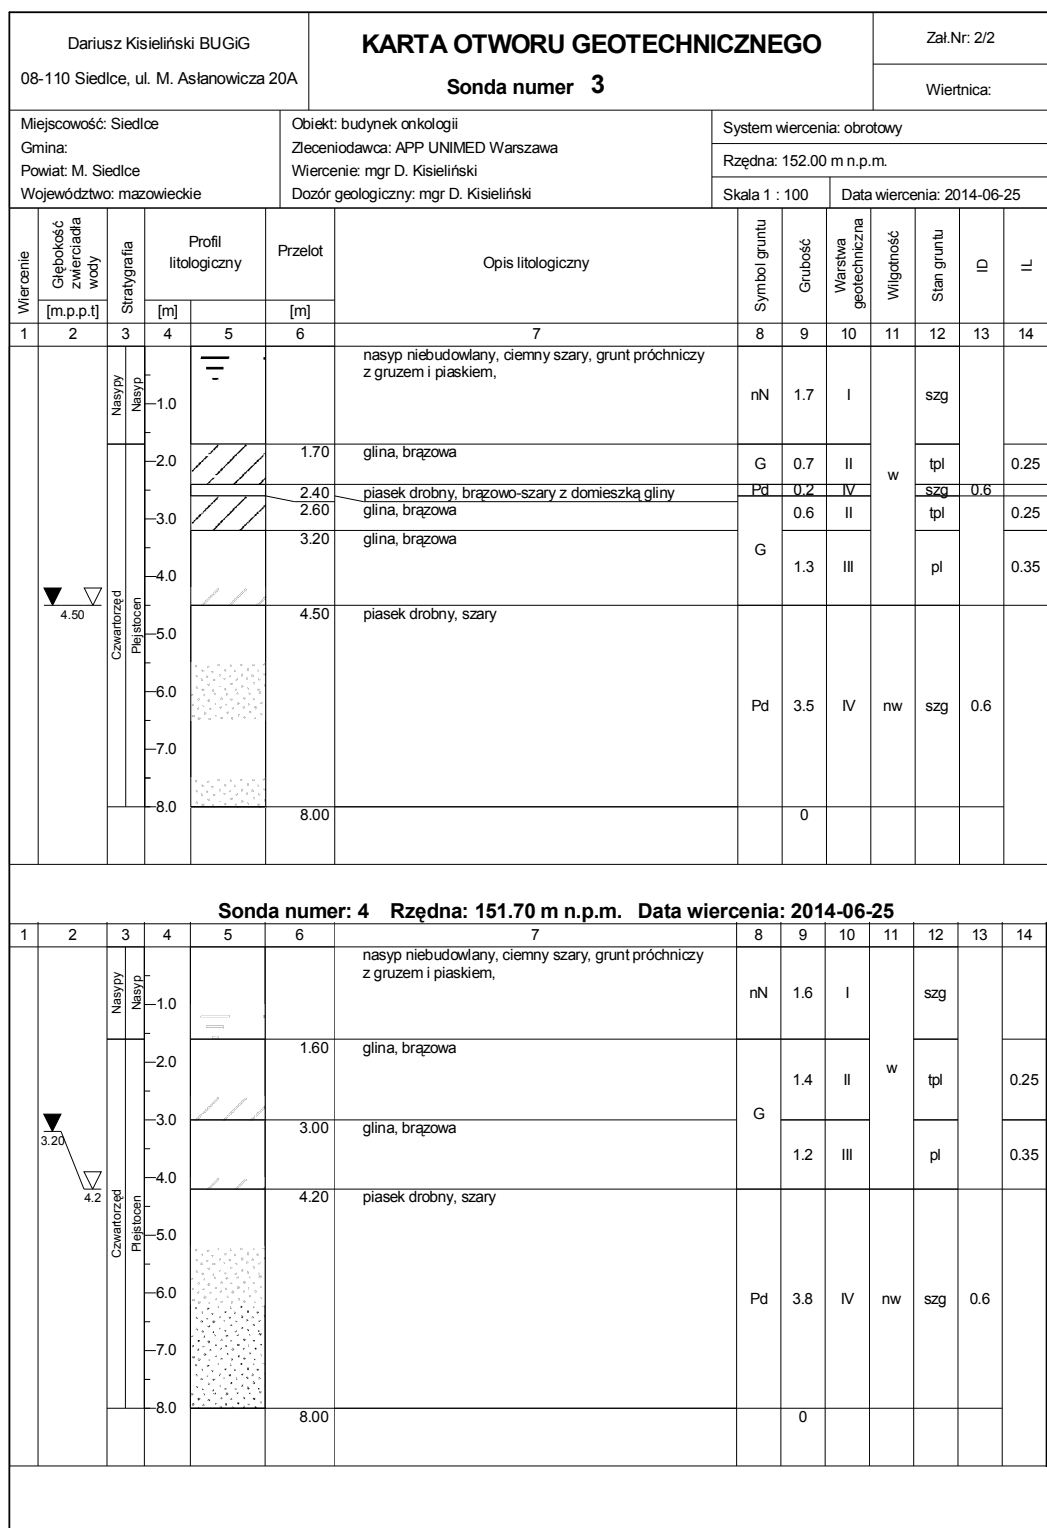 Dariusz Kisieliński BUGiG
08-110 Siedlce, ul. M. Asłanowicza 20A
KARTA OTWORU GEOTECHNICZNEGO
Sonda numer 3
Zał.Nr: 2/2
Wiertnica:
Miejscowość: Siedlce
Gmina:
Powiat: M. Siedlce
Województwo: mazowieckie
Obiekt: budynek onkologii
Zleceniodawca: APP UNIMED Warszawa
Wiercenie: mgr D. Kisieliński
Dozór geologiczny: mgr D. Kisieliński
System wiercenia: obrotowy
Rzędna: 152.00 m n.p.m.
Skala 1 : 100 Data wiercenia: 2014-06-25
Wiercenie
Głębokość zwierciadła wody
[m.p.p.t]
Stratygrafia
Profil litologiczny
[m]
Przelot
[m]
Opis litologiczny
Symbol gruntu
Grubość
Warstwa geotechniczna
Wilgotność
Stan gruntu
ID
IL
1 2 3 4 5 6 7 8 9 10 11 12 13 14
Nasypy
Nasyp
nasyp niebudowlany, ciemny szary, grunt próchniczy
z gruzem i piaskiem,
nN 1.7 I szg
1.0
1.70 glina, brązowa
G 0.7 II w tpl 0.25
2.0
2.40 piasek drobny, brązowo-szary z domieszką gliny Pd 0.2 IV szg 0.6
2.60 glina, brązowa 0.6 II tpl 0.25
3.0
3.20 glina, brązowa
G 1.3 III pl 0.35
4.0
4.50
4.50 piasek drobny, szary
Czwartorzęd
Plejstocen
5.0
6.0
Pd 3.5 IV nw szg 0.6
7.0
8.0
8.00 0
Sonda numer: 4 Rzędna: 151.70 m n.p.m. Data wiercenia: 2014-06-25
1 2 3 4 5 6 7 8 9 10 11 12 13 14
Nasypy
Nasyp
nasyp niebudowlany, ciemny szary, grunt próchniczy
z gruzem i piaskiem,
nN 1.6 I szg
1.0
1.60 glina, brązowa
2.0
G 1.4 II w tpl 0.25
3.0
3.00 glina, brązowa
3.20
1.2 III pl 0.35
4.0
4.2
4.20 piasek drobny, szary
Czwartorzęd
Plejstocen
5.0
6.0
Pd 3.8 IV nw szg 0.6
7.0
8.0
8.00 0